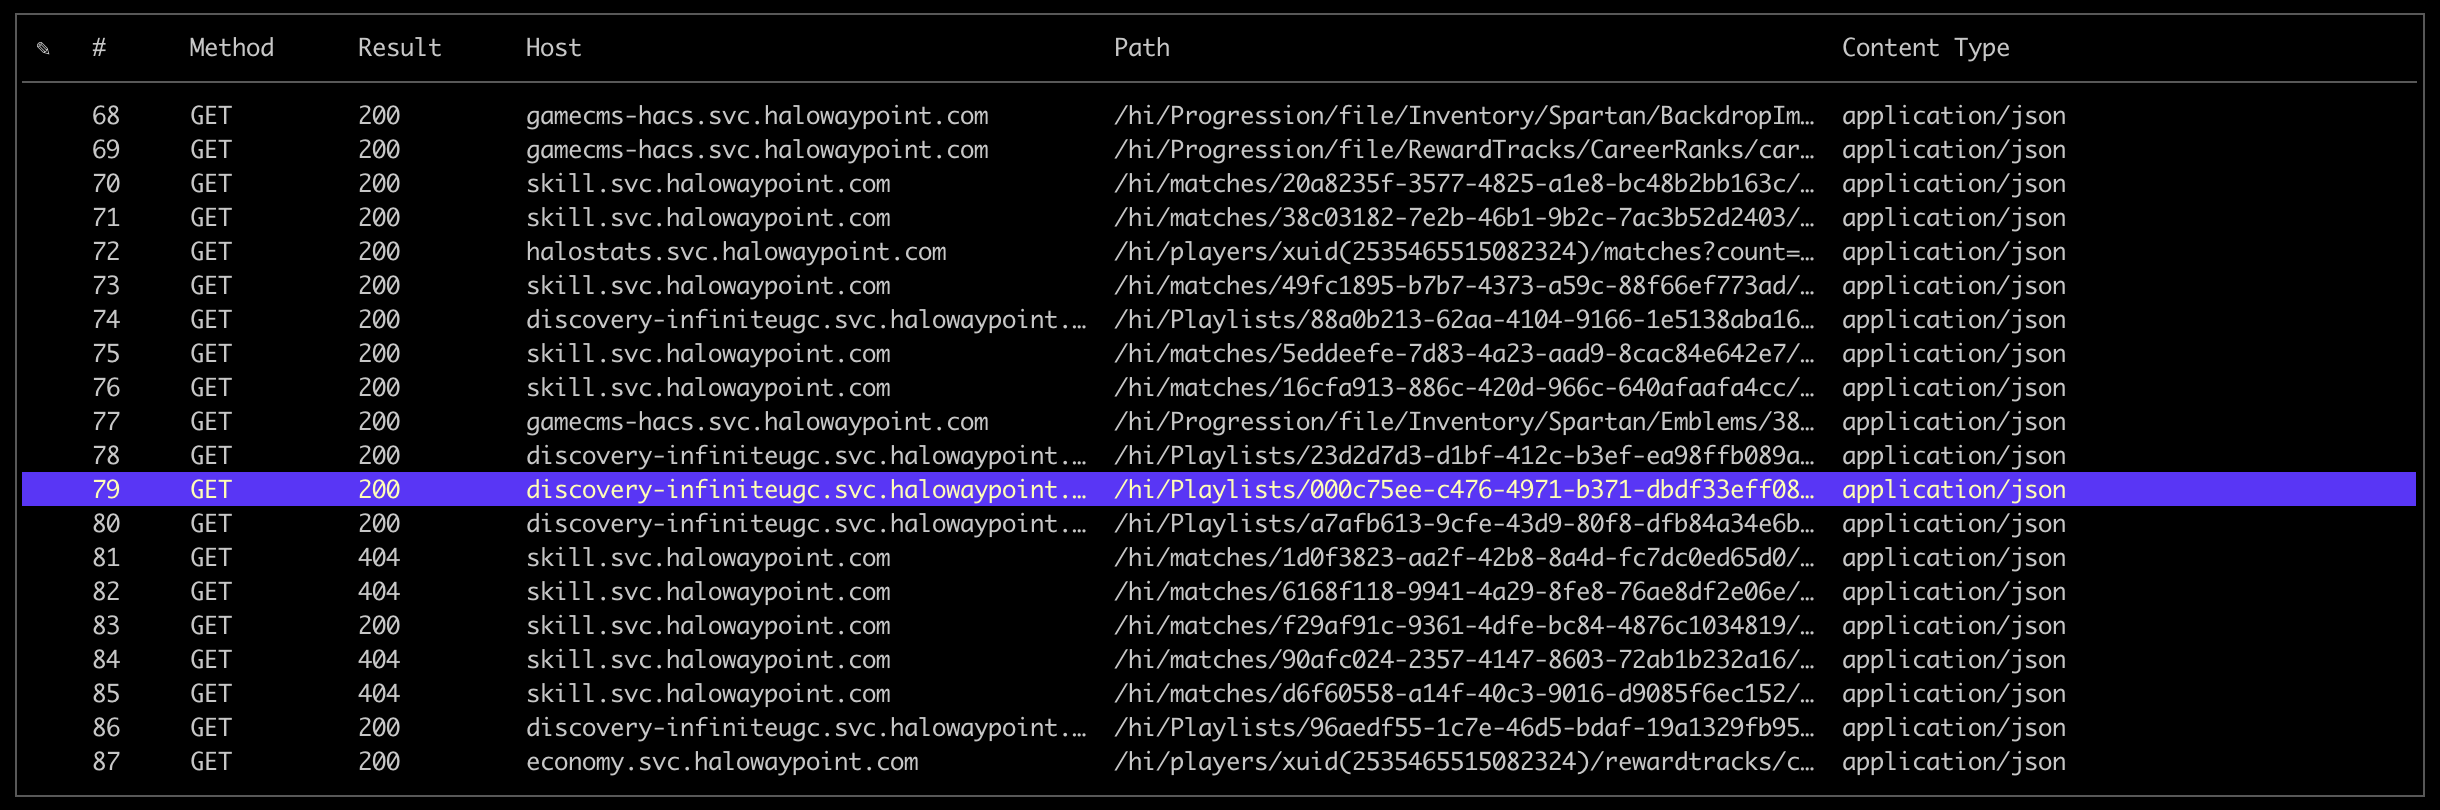 ✎ # Method Result Host Path Content Type
68 GET 200 gamecms-hacs.svc.halowaypoint.com /hi/Progression/file/Inventory/Spartan/BackdropIm… application/json
69 GET 200 gamecms-hacs.svc.halowaypoint.com /hi/Progression/file/RewardTracks/CareerRanks/car… application/json
70 GET 200 skill.svc.halowaypoint.com /hi/matches/20a8235f-3577-4825-a1e8-bc48b2bb163c/… application/json
71 GET 200 skill.svc.halowaypoint.com /hi/matches/38c03182-7e2b-46b1-9b2c-7ac3b52d2403/… application/json
72 GET 200 halostats.svc.halowaypoint.com /hi/players/xuid(2535465515082324)/matches?count=… application/json
73 GET 200 skill.svc.halowaypoint.com /hi/matches/49fc1895-b7b7-4373-a59c-88f66ef773ad/… application/json
74 GET 200 discovery-infiniteugc.svc.halowaypoint.… /hi/Playlists/88a0b213-62aa-4104-9166-1e5138aba16… application/json
75 GET 200 skill.svc.halowaypoint.com /hi/matches/5eddeefe-7d83-4a23-aad9-8cac84e642e7/… application/json
76 GET 200 skill.svc.halowaypoint.com /hi/matches/16cfa913-886c-420d-966c-640afaafa4cc/… application/json
77 GET 200 gamecms-hacs.svc.halowaypoint.com /hi/Progression/file/Inventory/Spartan/Emblems/38… application/json
78 GET 200 discovery-infiniteugc.svc.halowaypoint.… /hi/Playlists/23d2d7d3-d1bf-412c-b3ef-ea98ffb089a… application/json
79 GET 200 discovery-infiniteugc.svc.halowaypoint.… /hi/Playlists/000c75ee-c476-4971-b371-dbdf33eff08… application/json
80 GET 200 discovery-infiniteugc.svc.halowaypoint.… /hi/Playlists/a7afb613-9cfe-43d9-80f8-dfb84a34e6b… application/json
81 GET 404 skill.svc.halowaypoint.com /hi/matches/1d0f3823-aa2f-42b8-8a4d-fc7dc0ed65d0/… application/json
82 GET 404 skill.svc.halowaypoint.com /hi/matches/6168f118-9941-4a29-8fe8-76ae8df2e06e/… application/json
83 GET 200 skill.svc.halowaypoint.com /hi/matches/f29af91c-9361-4dfe-bc84-4876c1034819/… application/json
84 GET 404 skill.svc.halowaypoint.com /hi/matches/90afc024-2357-4147-8603-72ab1b232a16/… application/json
85 GET 404 skill.svc.halowaypoint.com /hi/matches/d6f60558-a14f-40c3-9016-d9085f6ec152/… application/json
86 GET 200 discovery-infiniteugc.svc.halowaypoint.… /hi/Playlists/96aedf55-1c7e-46d5-bdaf-19a1329fb95… application/json
87 GET 200 economy.svc.halowaypoint.com /hi/players/xuid(2535465515082324)/rewardtracks/c… application/json